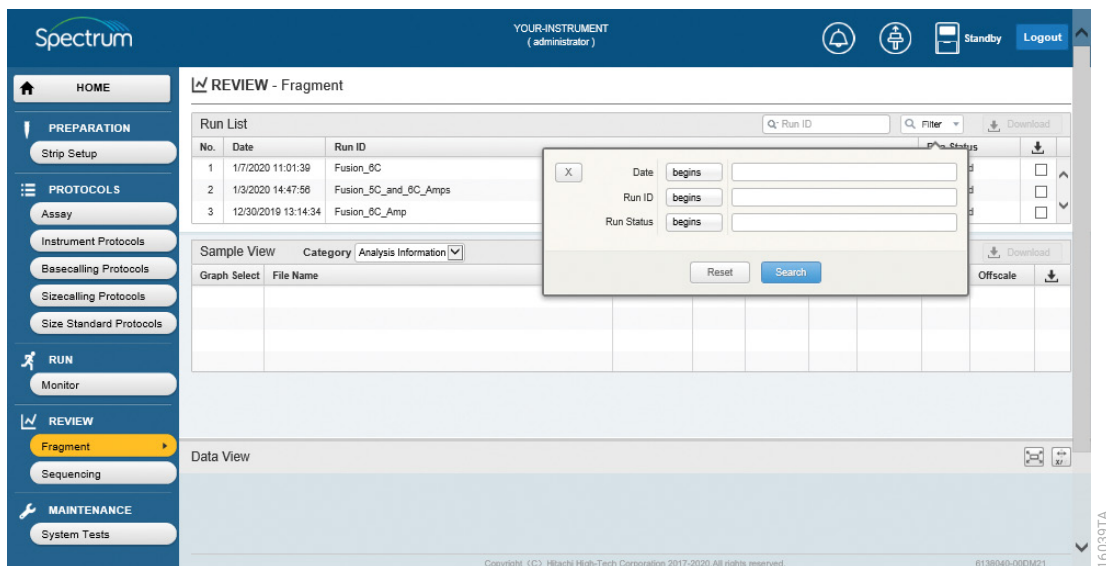 Spectrum
YOUR-INSTRUMENT
( administrator )
Standby
Logout
HOME
PREPARATION
Strip Setup
PROTOCOLS
Assay
Instrument Protocols
Basecalling Protocols
Sizecalling Protocols
Size Standard Protocols
RUN
Monitor
REVIEW
Fragment
Sequencing
MAINTENANCE
System Tests
REVIEW - Fragment
Run List
Run ID
Filter
Download
No. Date Run ID Run Status
1 1/7/2020 11:01:39 Fusion_6C
2 1/3/2020 14:47:56 Fusion_5C_and_6C_Amps
3 12/30/2019 13:14:34 Fusion_6C_Amp
X
Date begins
Run ID begins
Run Status begins
Reset Search
Sample View Category Analysis Information
Download
Graph Select File Name Offscale
Data View
Copyright (C) Hitachi High-Tech Corporation 2017-2020 All rights reserved.
6138040-00DM21
16039TA